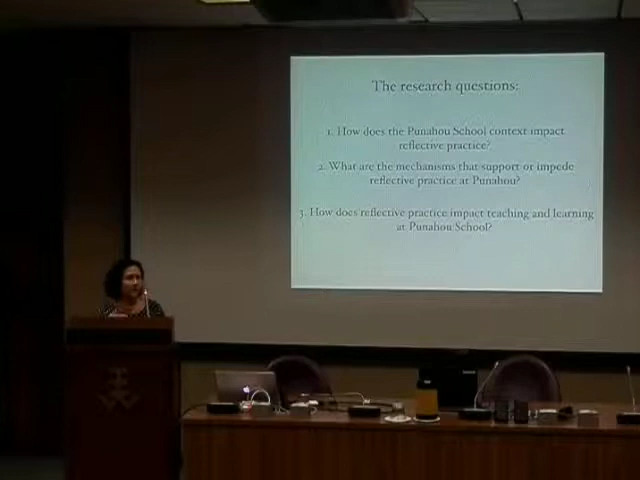 The research questions:
1. How does the Punahou School context impact
reflective practice?
2. What are the mechanisms that support or impede
reflective practice at Punahou?
3. How does reflective practice impact teaching and learning
at Punahou School?